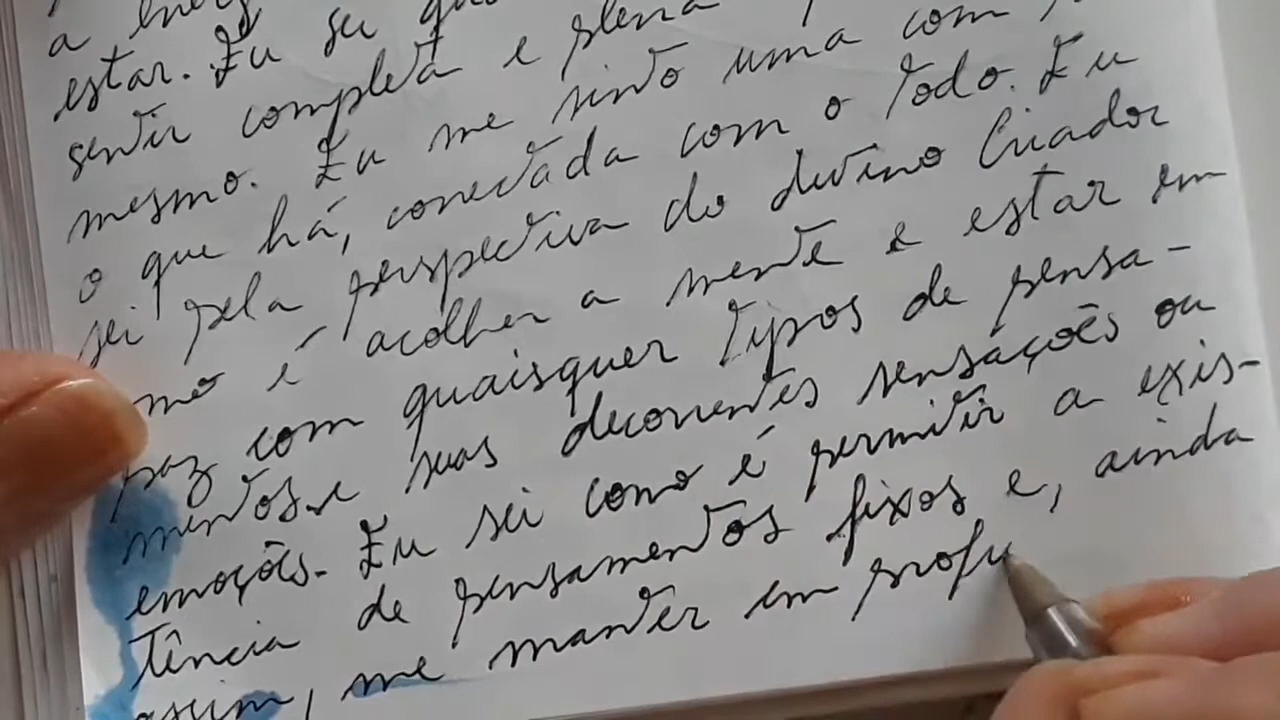 a
estar. Eu sei
sentir completa e plena
mesmo. Eu me sinto uma com
o que há, conectada com o Todo. Eu
sei pela perspectiva do divino Criador
mo é acolher a mente e estar em
paz com quaisquer tipos de pensa-
mentos e suas decorrentes sensações ou
emoções. Eu sei como é permitir a exis-
tência de pensamentos fixos e, ainda
assim, me manter em profu